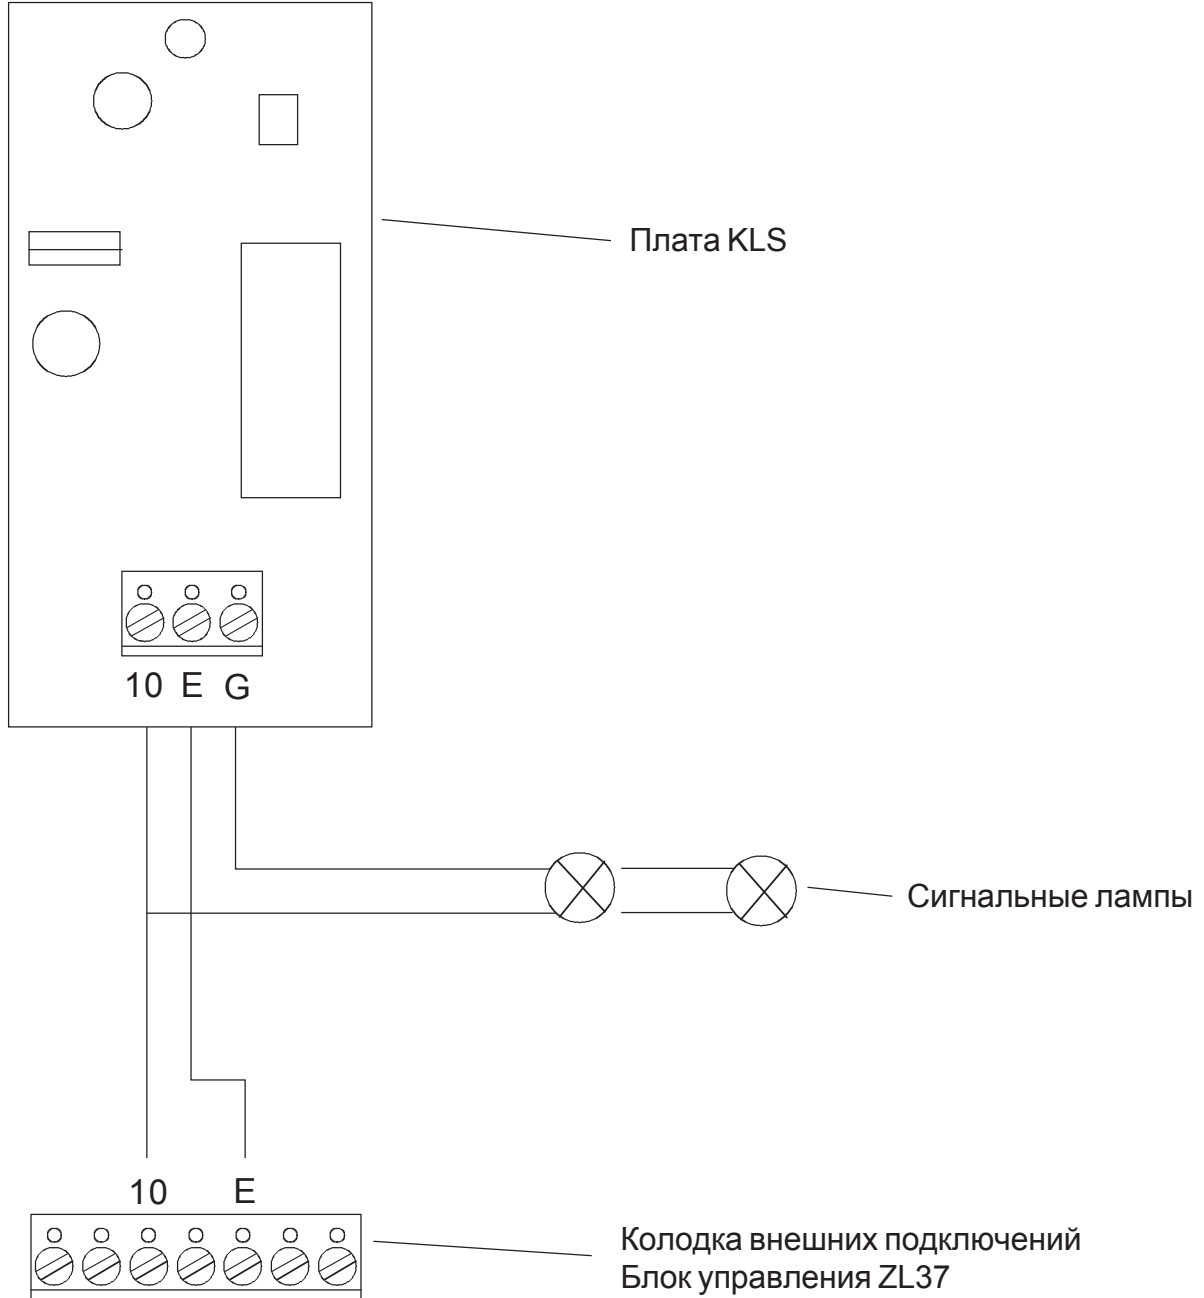 Плата KLS
10 E G
Сигнальные лампы
10 E
Колодка внешних подключений
Блок управления ZL37